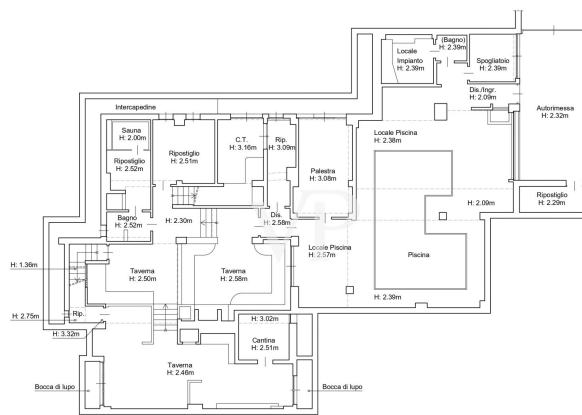 (Bagno)
H: 2.39m
Locale
Impianto
H: 2.39m
Spogliatoio
H: 2.39m
Dis./Ingr.
H: 2.09m
Autorimessa
H: 2.32m
Intercapedine
Sauna
H: 2.00m
Ripostiglio
H: 2.52m
Ripostiglio
H: 2.51m
C.T.
H: 3.16m
Rip.
H: 3.09m
Palestra
H: 3.08m
Locale Piscina
H: 2.38m
H: 2.09m
Ripostiglio
H: 2.29m
Bagno
H: 2.52m
H: 2.30m
Dis.
H: 2.58m
Locale Piscina
H: 2.57m
Piscina
H: 2.39m
H: 1.36m
Taverna
H: 2.50m
Taverna
H: 2.58m
H: 2.75m
Rip.
H: 3.32m
H: 3.02m
Cantina
H: 2.51m
Taverna
H: 2.46m
Bocca di lupo
Bocca di lupo